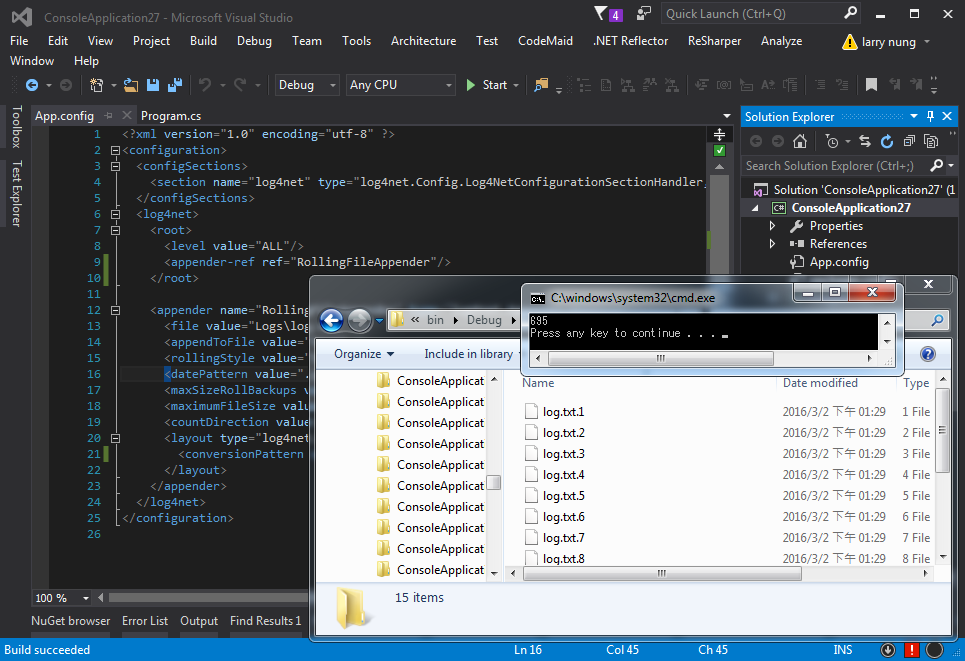 ConsoleApplication27 - Microsoft Visual Studio
4
Quick Launch (Ctrl+Q)
File Edit View Project Build Debug Team Tools Architecture Test CodeMaid .NET Reflector ReSharper Analyze larry nung
Window Help
Debug Any CPU Start
Toolbox
Test Explorer
App.config Program.cs
1 <?xml version="1.0" encoding="utf-8" ?>
2 <configuration>
3 <configSections>
4 <section name="log4net" type="log4net.Config.Log4NetConfigurationSectionHandler,
5 </configSections>
6 <log4net>
7 <root>
8 <level value="ALL"/>
9 <appender-ref ref="RollingFileAppender"/>
10 </root>
11
12 <appender name="Rolling
13 <file value="Logs\log
14 <appendToFile value="
15 <rollingStyle value="
16 <datePattern value=".
17 <maxSizeRollBackups v
18 <maximumFileSize valu
19 <countDirection value
20 <layout type="log4net
21 <conversionPattern
22 </layout>
23 </appender>
24 </log4net>
25 </configuration>
26
100 %
Solution Explorer
Search Solution Explorer (Ctrl+;)
Solution 'ConsoleApplication27' (1
C# ConsoleApplication27
Properties
References
App.config
C:\windows\system32\cmd.exe
695
Press any key to continue . . . _
« bin Debug
Organize Include in library
Name Date modified Type
ConsoleApplicat
ConsoleApplicat
ConsoleApplicat
ConsoleApplicat
ConsoleApplicat
ConsoleApplicat
ConsoleApplicat
ConsoleApplicat
ConsoleApplicat
ConsoleApplicat
log.txt.1 2016/3/2 下午 01:29 1 File
log.txt.2 2016/3/2 下午 01:29 2 File
log.txt.3 2016/3/2 下午 01:29 3 File
log.txt.4 2016/3/2 下午 01:29 4 File
log.txt.5 2016/3/2 下午 01:29 5 File
log.txt.6 2016/3/2 下午 01:29 6 File
log.txt.7 2016/3/2 下午 01:29 7 File
log.txt.8 2016/3/2 下午 01:29 8 File
15 items
NuGet browser Error List Output Find Results 1
Build succeeded Ln 16 Col 45 Ch 45 INS